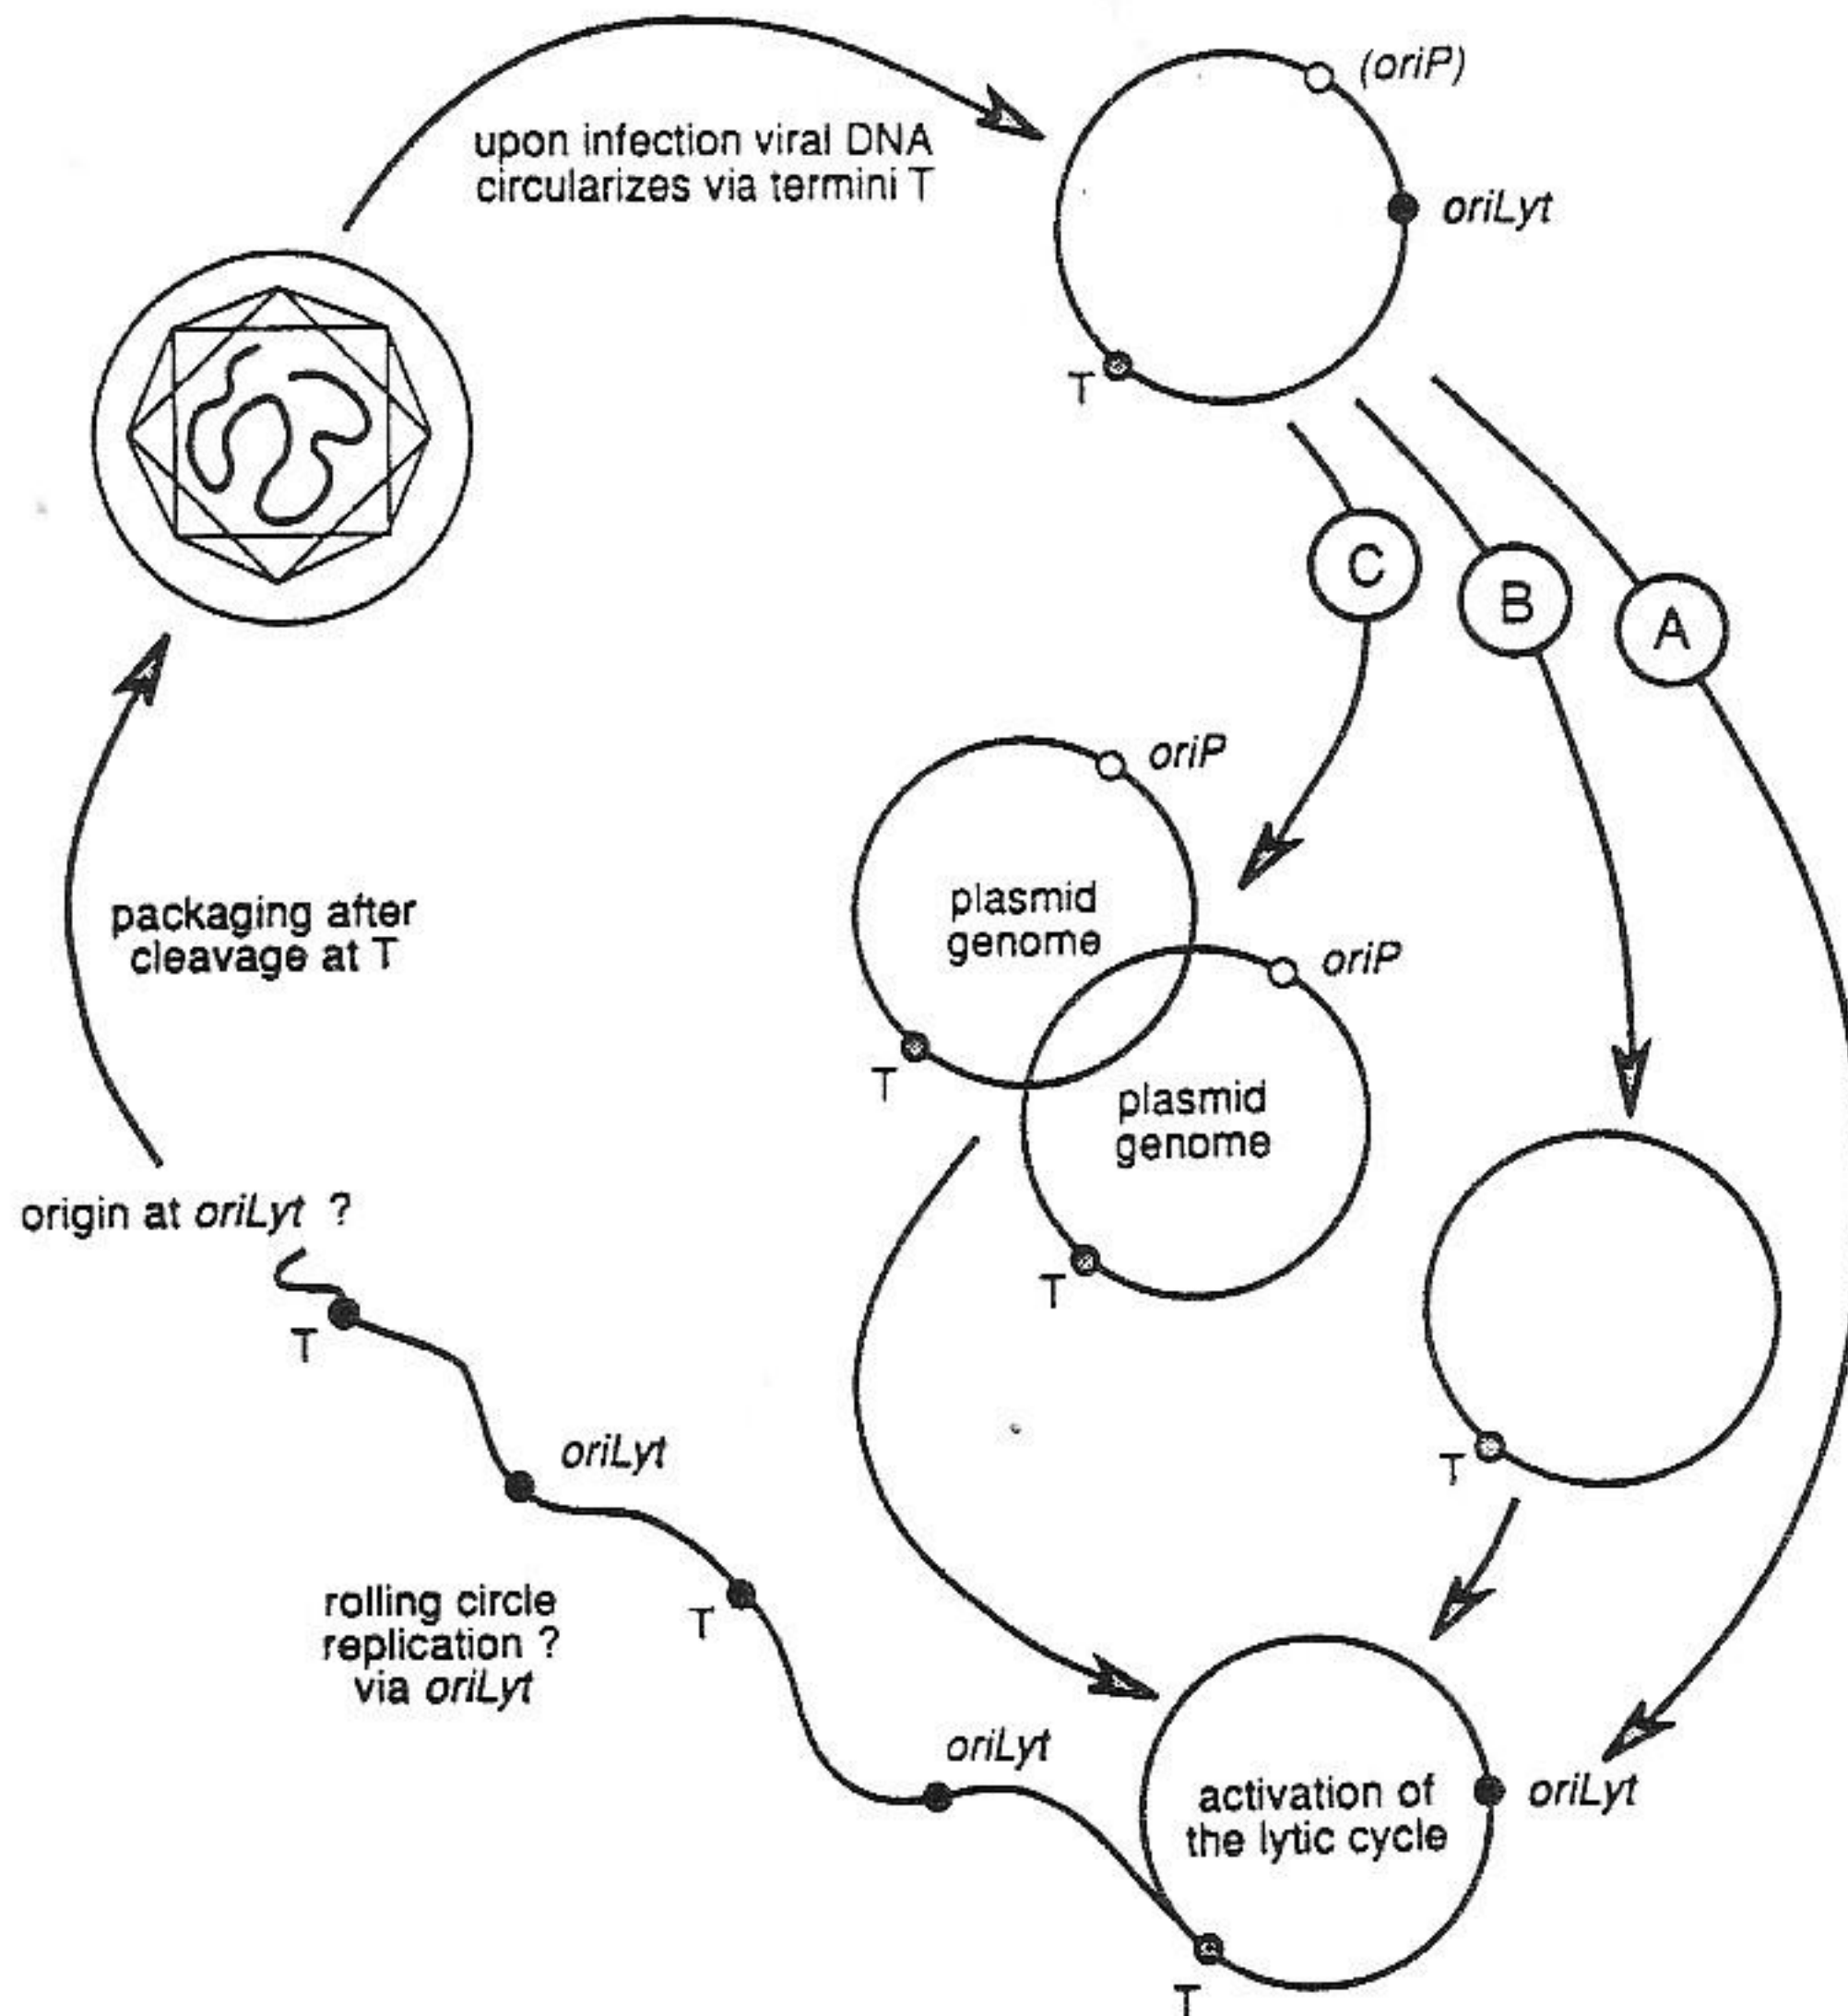 (oriP)
upon infection viral DNA
circularizes via termini T
oriLyt
T
C
B
A
oriP
plasmid
genome
oriP
packaging after
cleavage at T
T
plasmid
genome
origin at oriLyt ?
T
T
oriLyt
T
rolling circle
replication ?
via oriLyt
T
oriLyt
activation of
the lytic cycle
oriLyt
T